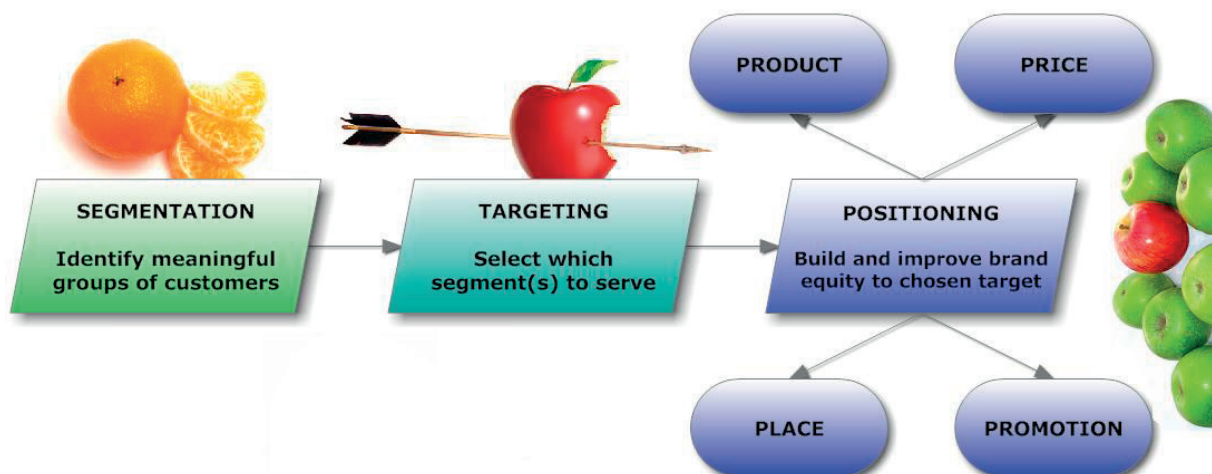 PRODUCT
PRICE
SEGMENTATION
Identify meaningful
groups of customers
TARGETING
Select which
segment(s) to serve
POSITIONING
Build and improve brand
equity to chosen target
PLACE
PROMOTION